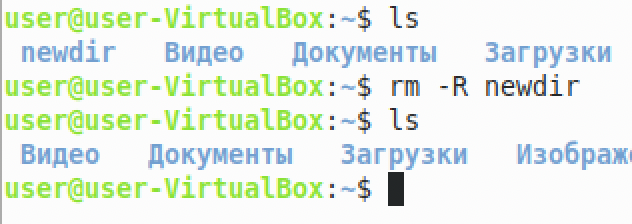 user@user-VirtualBox:~$ ls
newdir Видео Документы Загрузки
user@user-VirtualBox:~$ rm -R newdir
user@user-VirtualBox:~$ ls
Видео Документы Загрузки
user@user-VirtualBox:~$